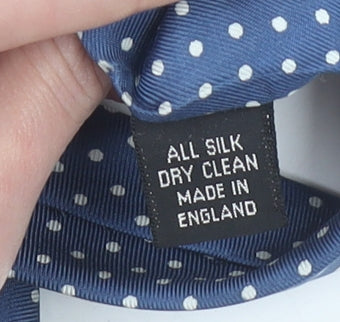 ALL SILK
DRY CLEAN
MADE IN
ENGLAND